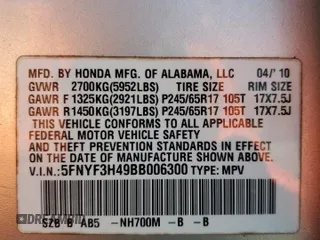 MFD. BY HONDA MFG. OF ALABAMA, LLC 04/'10
GVWR 2700KG(5952LBS) TIRE SIZE RIM SIZE
GAWR F 1325KG(2921LBS) P245/65R17 105T 17X7.5J
GAWR R 1450KG(3197LBS) P245/65R17 105T 17X7.5J
THIS VEHICLE CONFORMS TO ALL APPLICABLE
FEDERAL MOTOR VEHICLE SAFETY
AND THEFT PREVENTION STANDARDS IN EFFECT
ON THE DATE OF MANUFACTURE SHOWN ABOVE.
V.I.N.: 5FNYF3H49BB006300 TYPE: MPV
SZB B AB5 -NH700M -B -B